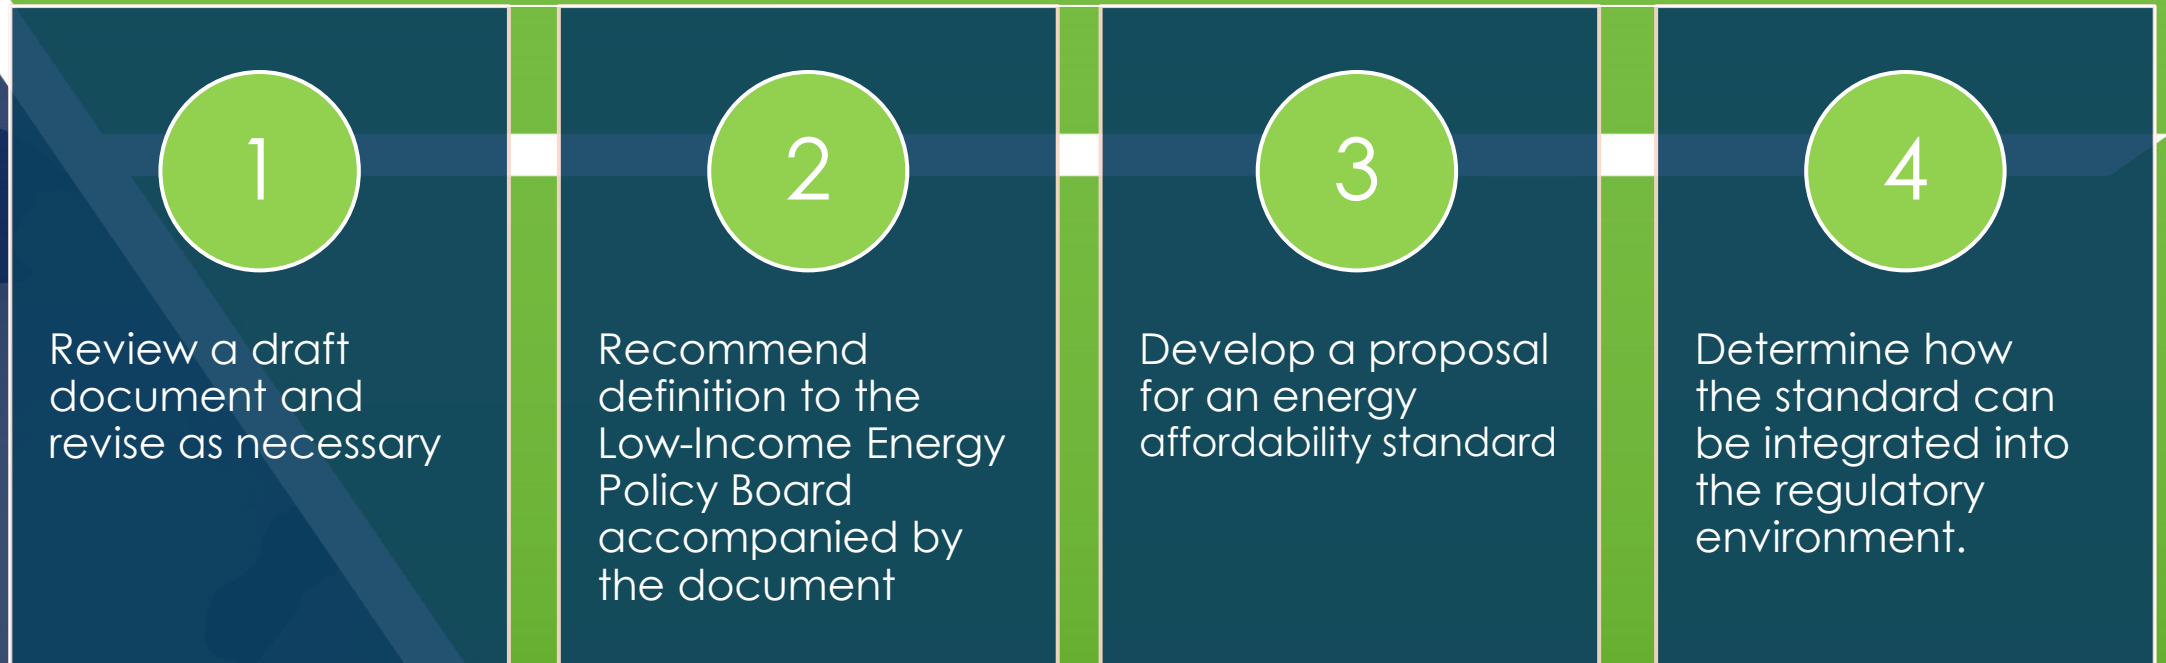 1
Review a draft
document and
revise as necessary
2
Recommend
definition to the
Low-Income Energy
Policy Board
accompanied by
the document
3
Develop a proposal
for an energy
affordability standard
4
Determine how
the standard can
be integrated into
the regulatory
environment.